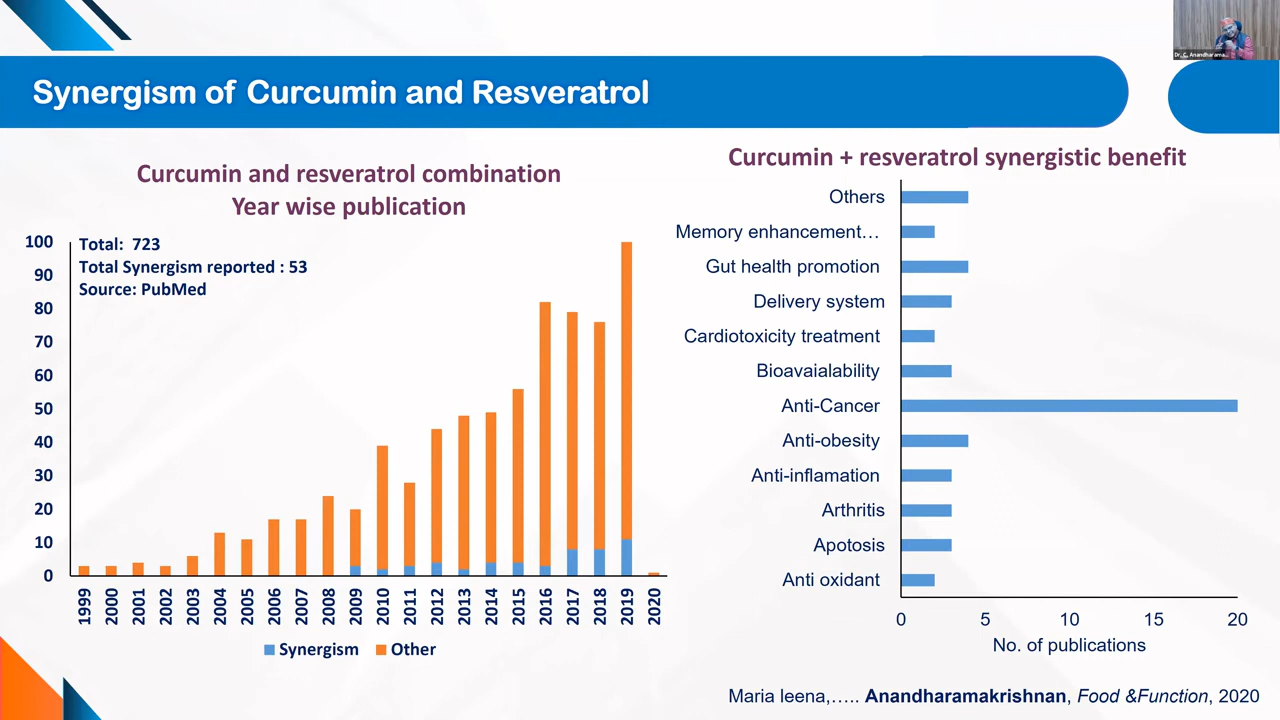 Dr. C. Anandharama...
Synergism of Curcumin and Resveratrol
Curcumin and resveratrol combination
Year wise publication
100
90
80
70
60
50
40
30
20
10
0
Total: 723
Total Synergism reported : 53
Source: PubMed
1999 2000 2001 2002 2003 2004 2005 2006 2007 2008 2009 2010 2011 2012 2013 2014 2015 2016 2017 2018 2019 2020
Synergism Other
Curcumin + resveratrol synergistic benefit
Others
Memory enhancement…
Gut health promotion
Delivery system
Cardiotoxicity treatment
Bioavaialability
Anti-Cancer
Anti-obesity
Anti-inflamation
Arthritis
Apotosis
Anti oxidant
0 5 10 15 20
No. of publications
Maria leena,….. Anandharamakrishnan, Food &Function, 2020